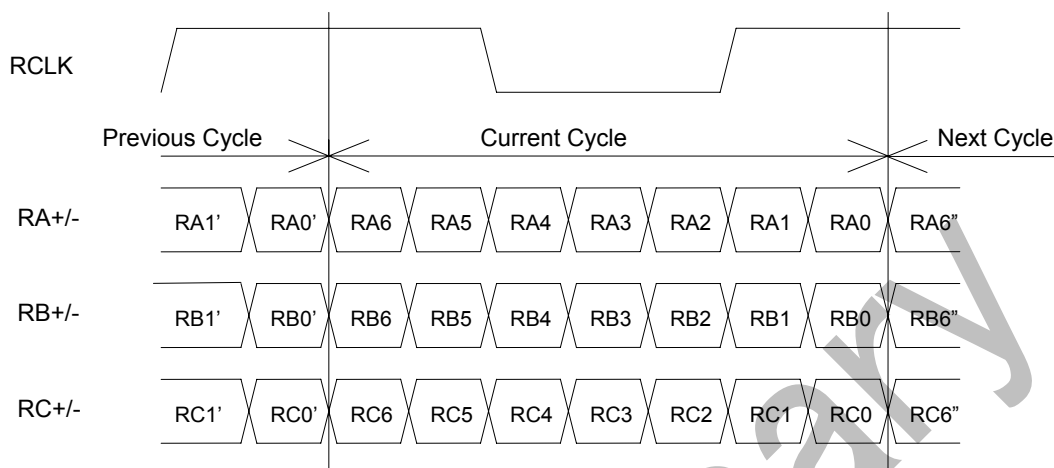 RCLK
Previous Cycle Current Cycle Next Cycle
RA+/- RA1’ RA0’ RA6 RA5 RA4 RA3 RA2 RA1 RA0 RA6”
RB+/- RB1’ RB0’ RB6 RB5 RB4 RB3 RB2 RB1 RB0 RB6”
RC+/- RC1’ RC0’ RC6 RC5 RC4 RC3 RC2 RC1 RC0 RC6”
ary